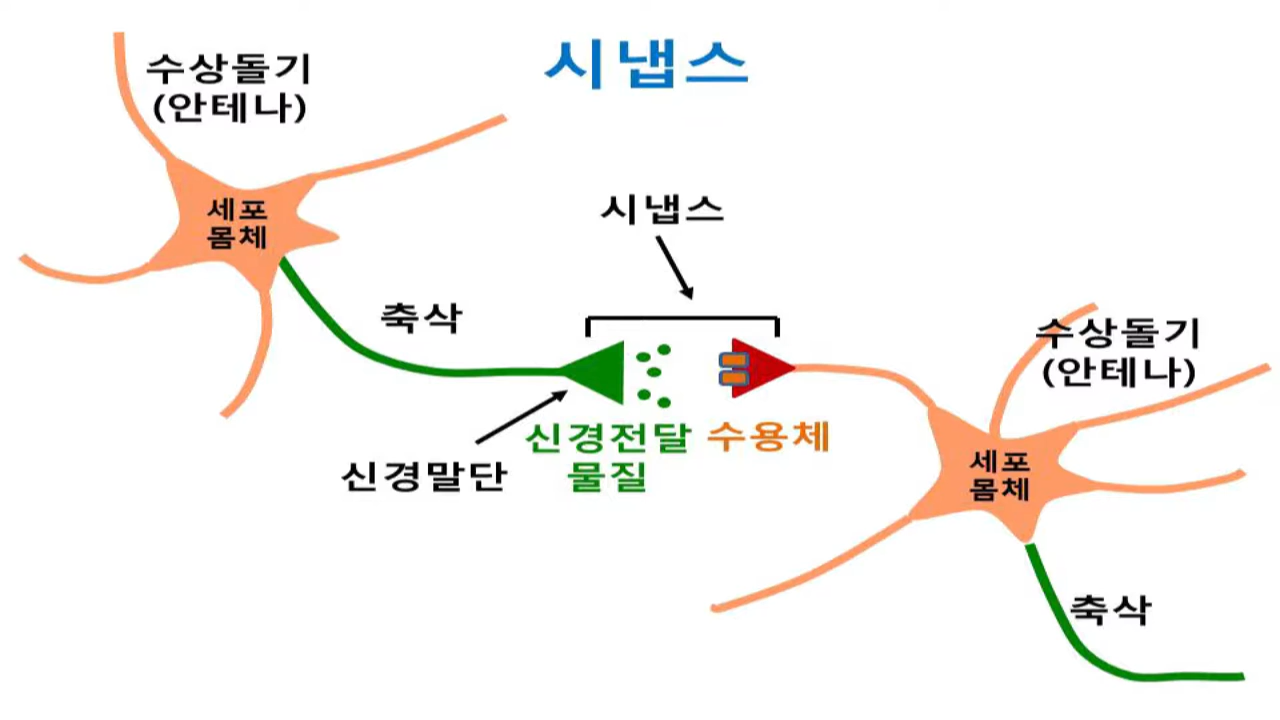 시냅스
수상돌기
(안테나)
세포
몸체
시냅스
축삭
신경말단
신경전달
물질
수용체
수상돌기
(안테나)
세포
몸체
축삭